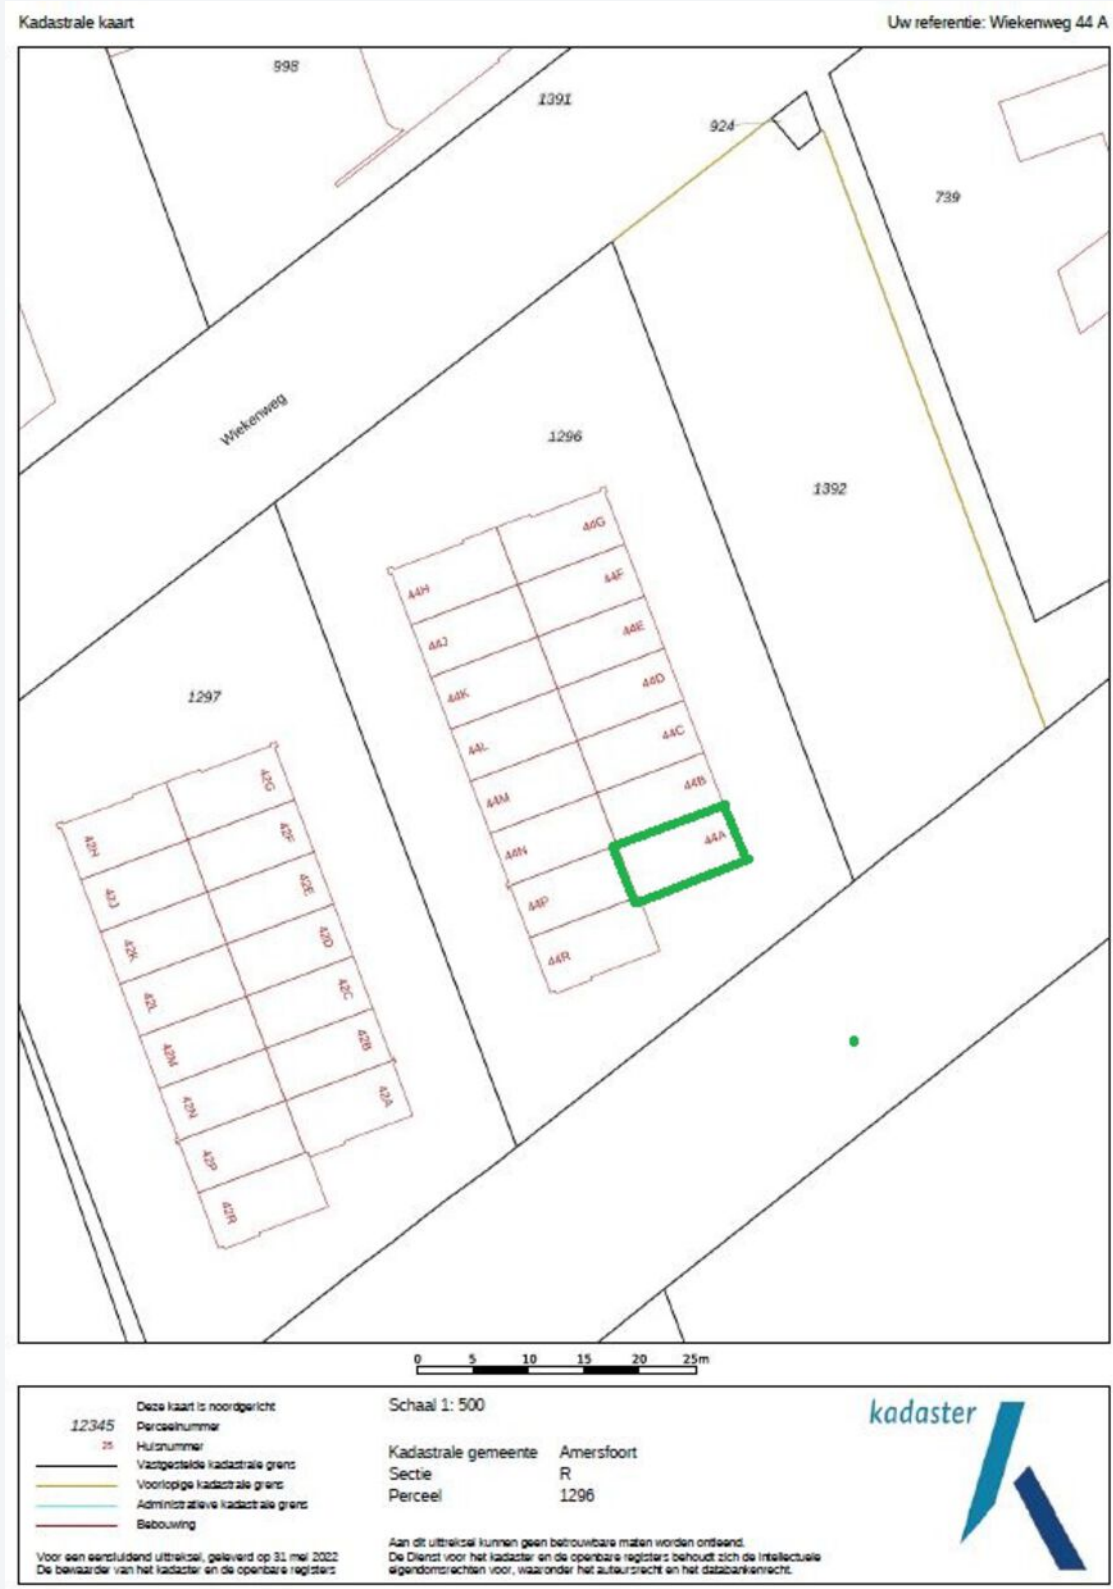 Kadastrale kaart
Uw referentie: Wiekenweg 44 A
998
1391
924
739
Wiekenweg
1296
1392
44G
44H
44F
44J
44E
44K
44D
1297
44L
44C
42G
44M
44B
42H
42F
44N
44A
42J
42E
44P
42K
42D
44R
42L
42C
42M
42B
42N
42A
42P
42R
0 5 10 15 20 25m
Deze kaart is noordgericht
12345 Perceelnummer
25 Huisnummer
Vastgestelde kadastrale grens
Voorlopige kadastrale grens
Administratieve kadastrale grens
Bebouwing
Voor een eensluidend uittreksel, geleverd op 31 mei 2022
De bewaarder van het kadaster en de openbare registers
Schaal 1: 500
Kadastrale gemeente Amersfoort
Sectie R
Perceel 1296
Aan dit uittreksel kunnen geen betrouwbare maten worden ontleend.
De Dienst voor het kadaster en de openbare registers behoudt zich de intellectuele
eigendomsrechten voor, waaronder het auteursrecht en het databankenrecht.
kadaster